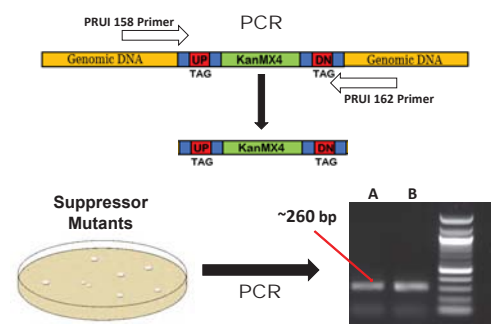 PCR
PRUI 158 Primer
Genomic DNA UP KanMX4 DN Genomic DNA
TAG TAG
PRUI 162 Primer
UP KanMX4 DN
TAG TAG
Suppressor
Mutants
A B
~260 bp
PCR